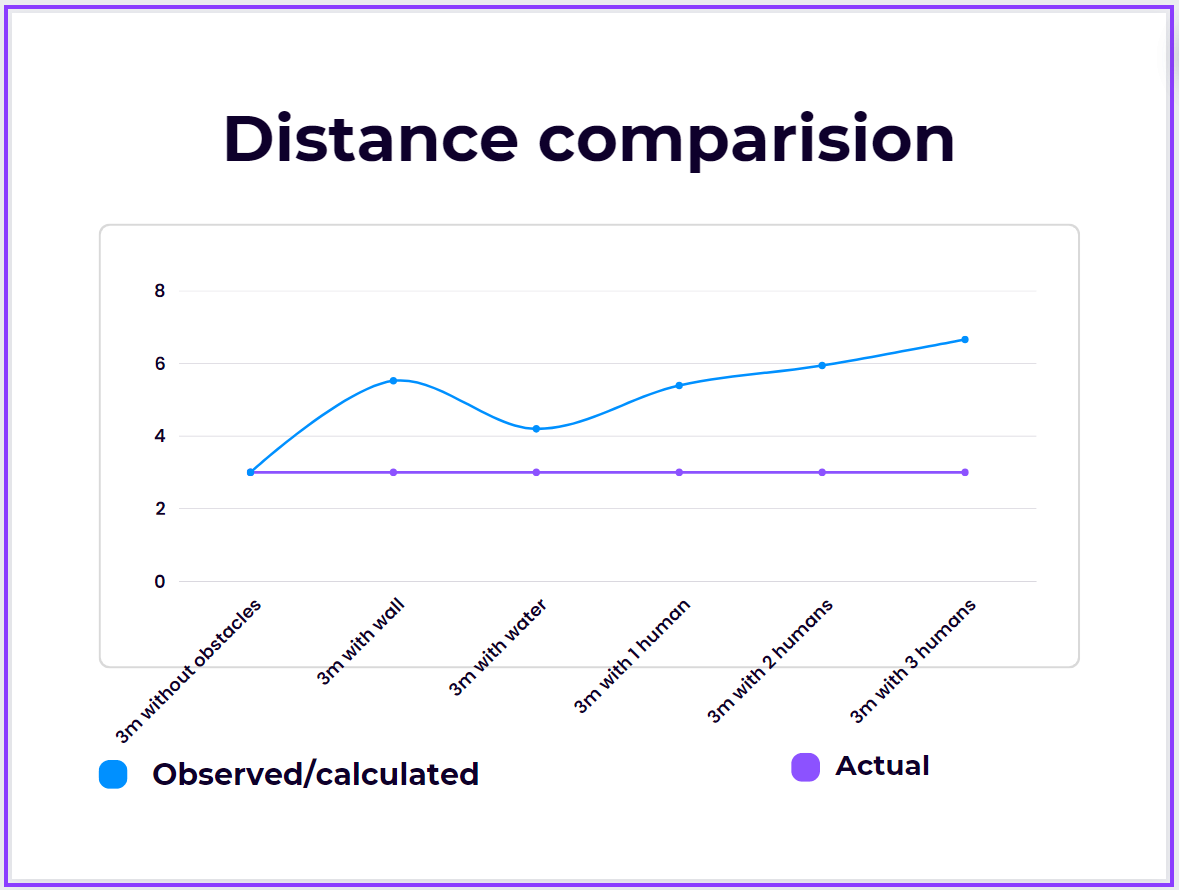 Distance comparision
8
6
4
2
0
3m without obstacles
3m with wall
3m with water
3m with 1 human
3m with 2 humans
3m with 3 humans
Observed/calculated
Actual